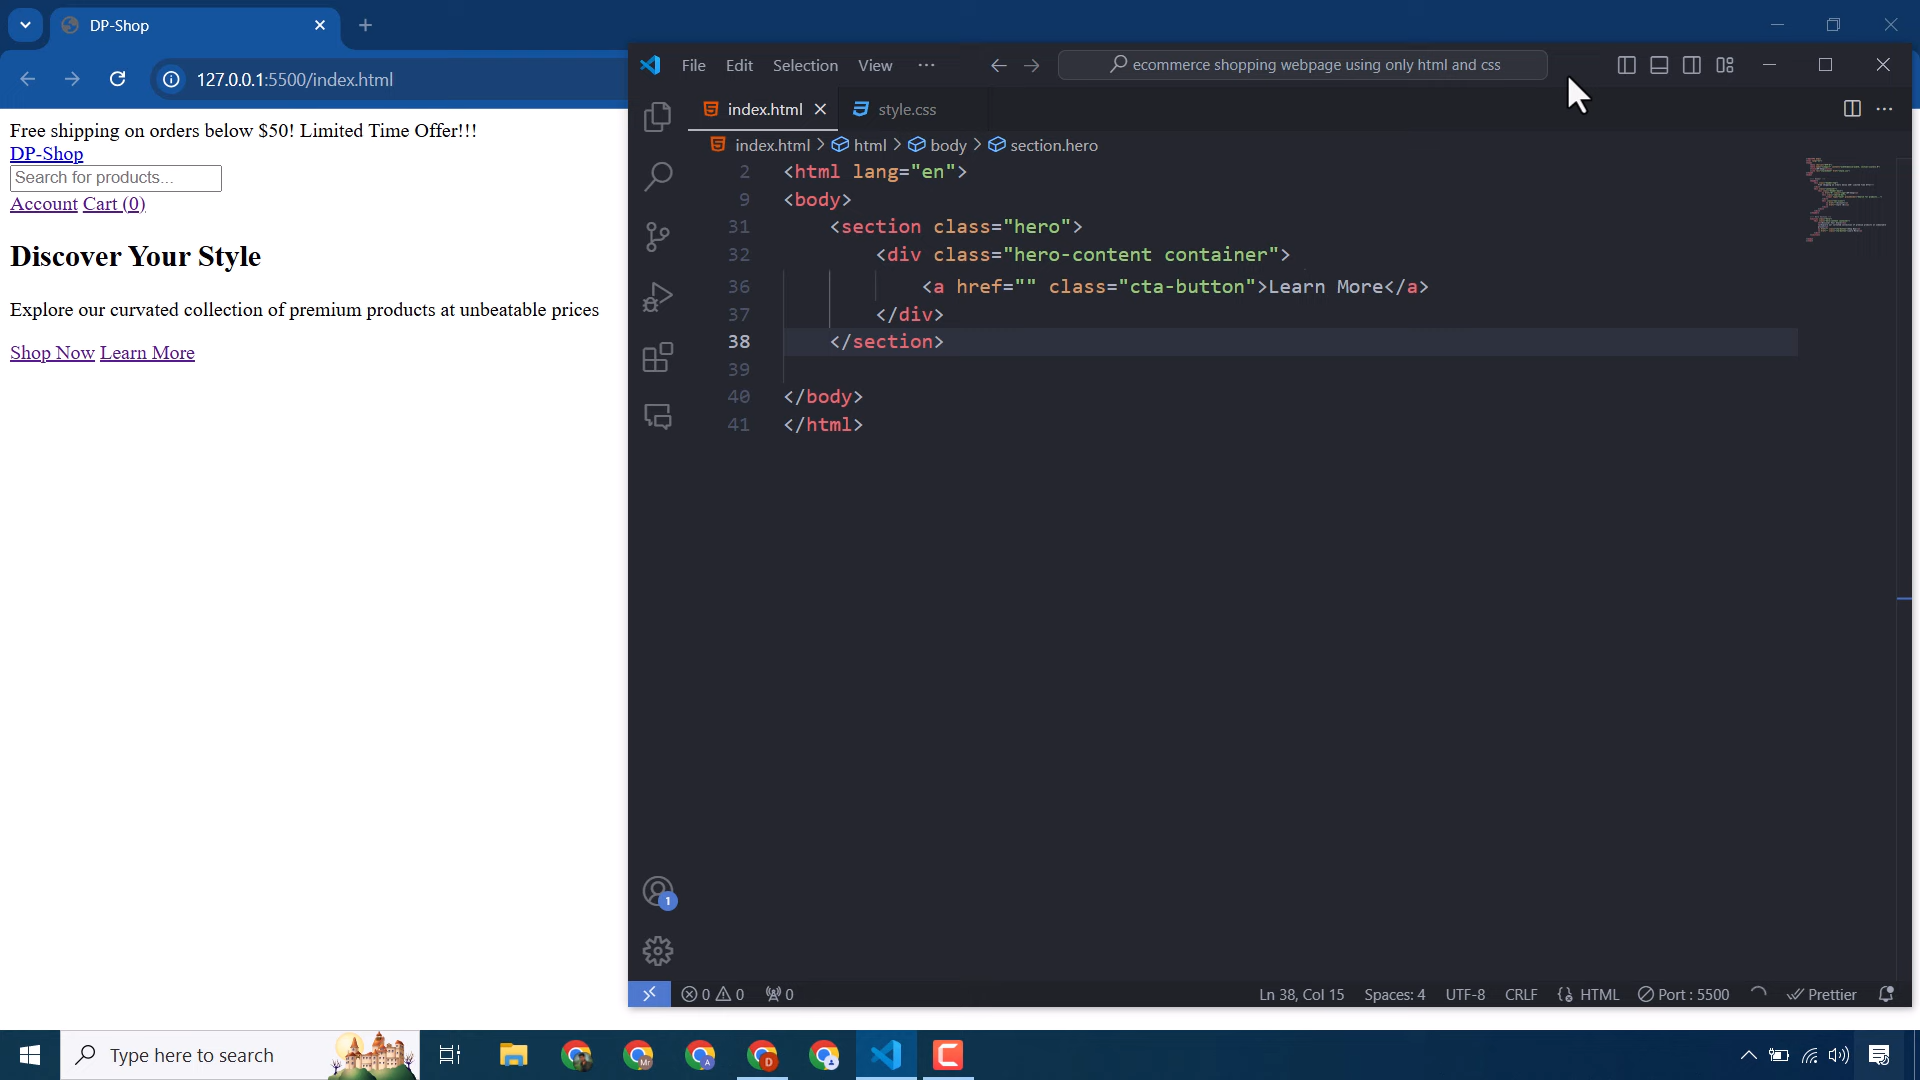 DP-Shop
127.0.0.1:5500/index.html
Free shipping on orders below $50! Limited Time Offer!!!
DP-Shop
Search for products...
Account Cart (0)
Discover Your Style
Explore our curvated collection of premium products at unbeatable prices
Shop Now Learn More
File Edit Selection View ··· ecommerce shopping webpage using only html and css
index.html style.css
index.html > html > body > section.hero
2 <html lang="en">
9 <body>
31 <section class="hero">
32 <div class="hero-content container">
36 <a href="" class="cta-button">Learn More</a>
37 </div>
38 </section>
39
40 </body>
41 </html>
1
0 0 0 Ln 38, Col 15 Spaces: 4 UTF-8 CRLF {} HTML Port : 5500 Prettier
Type here to search
Mr A D